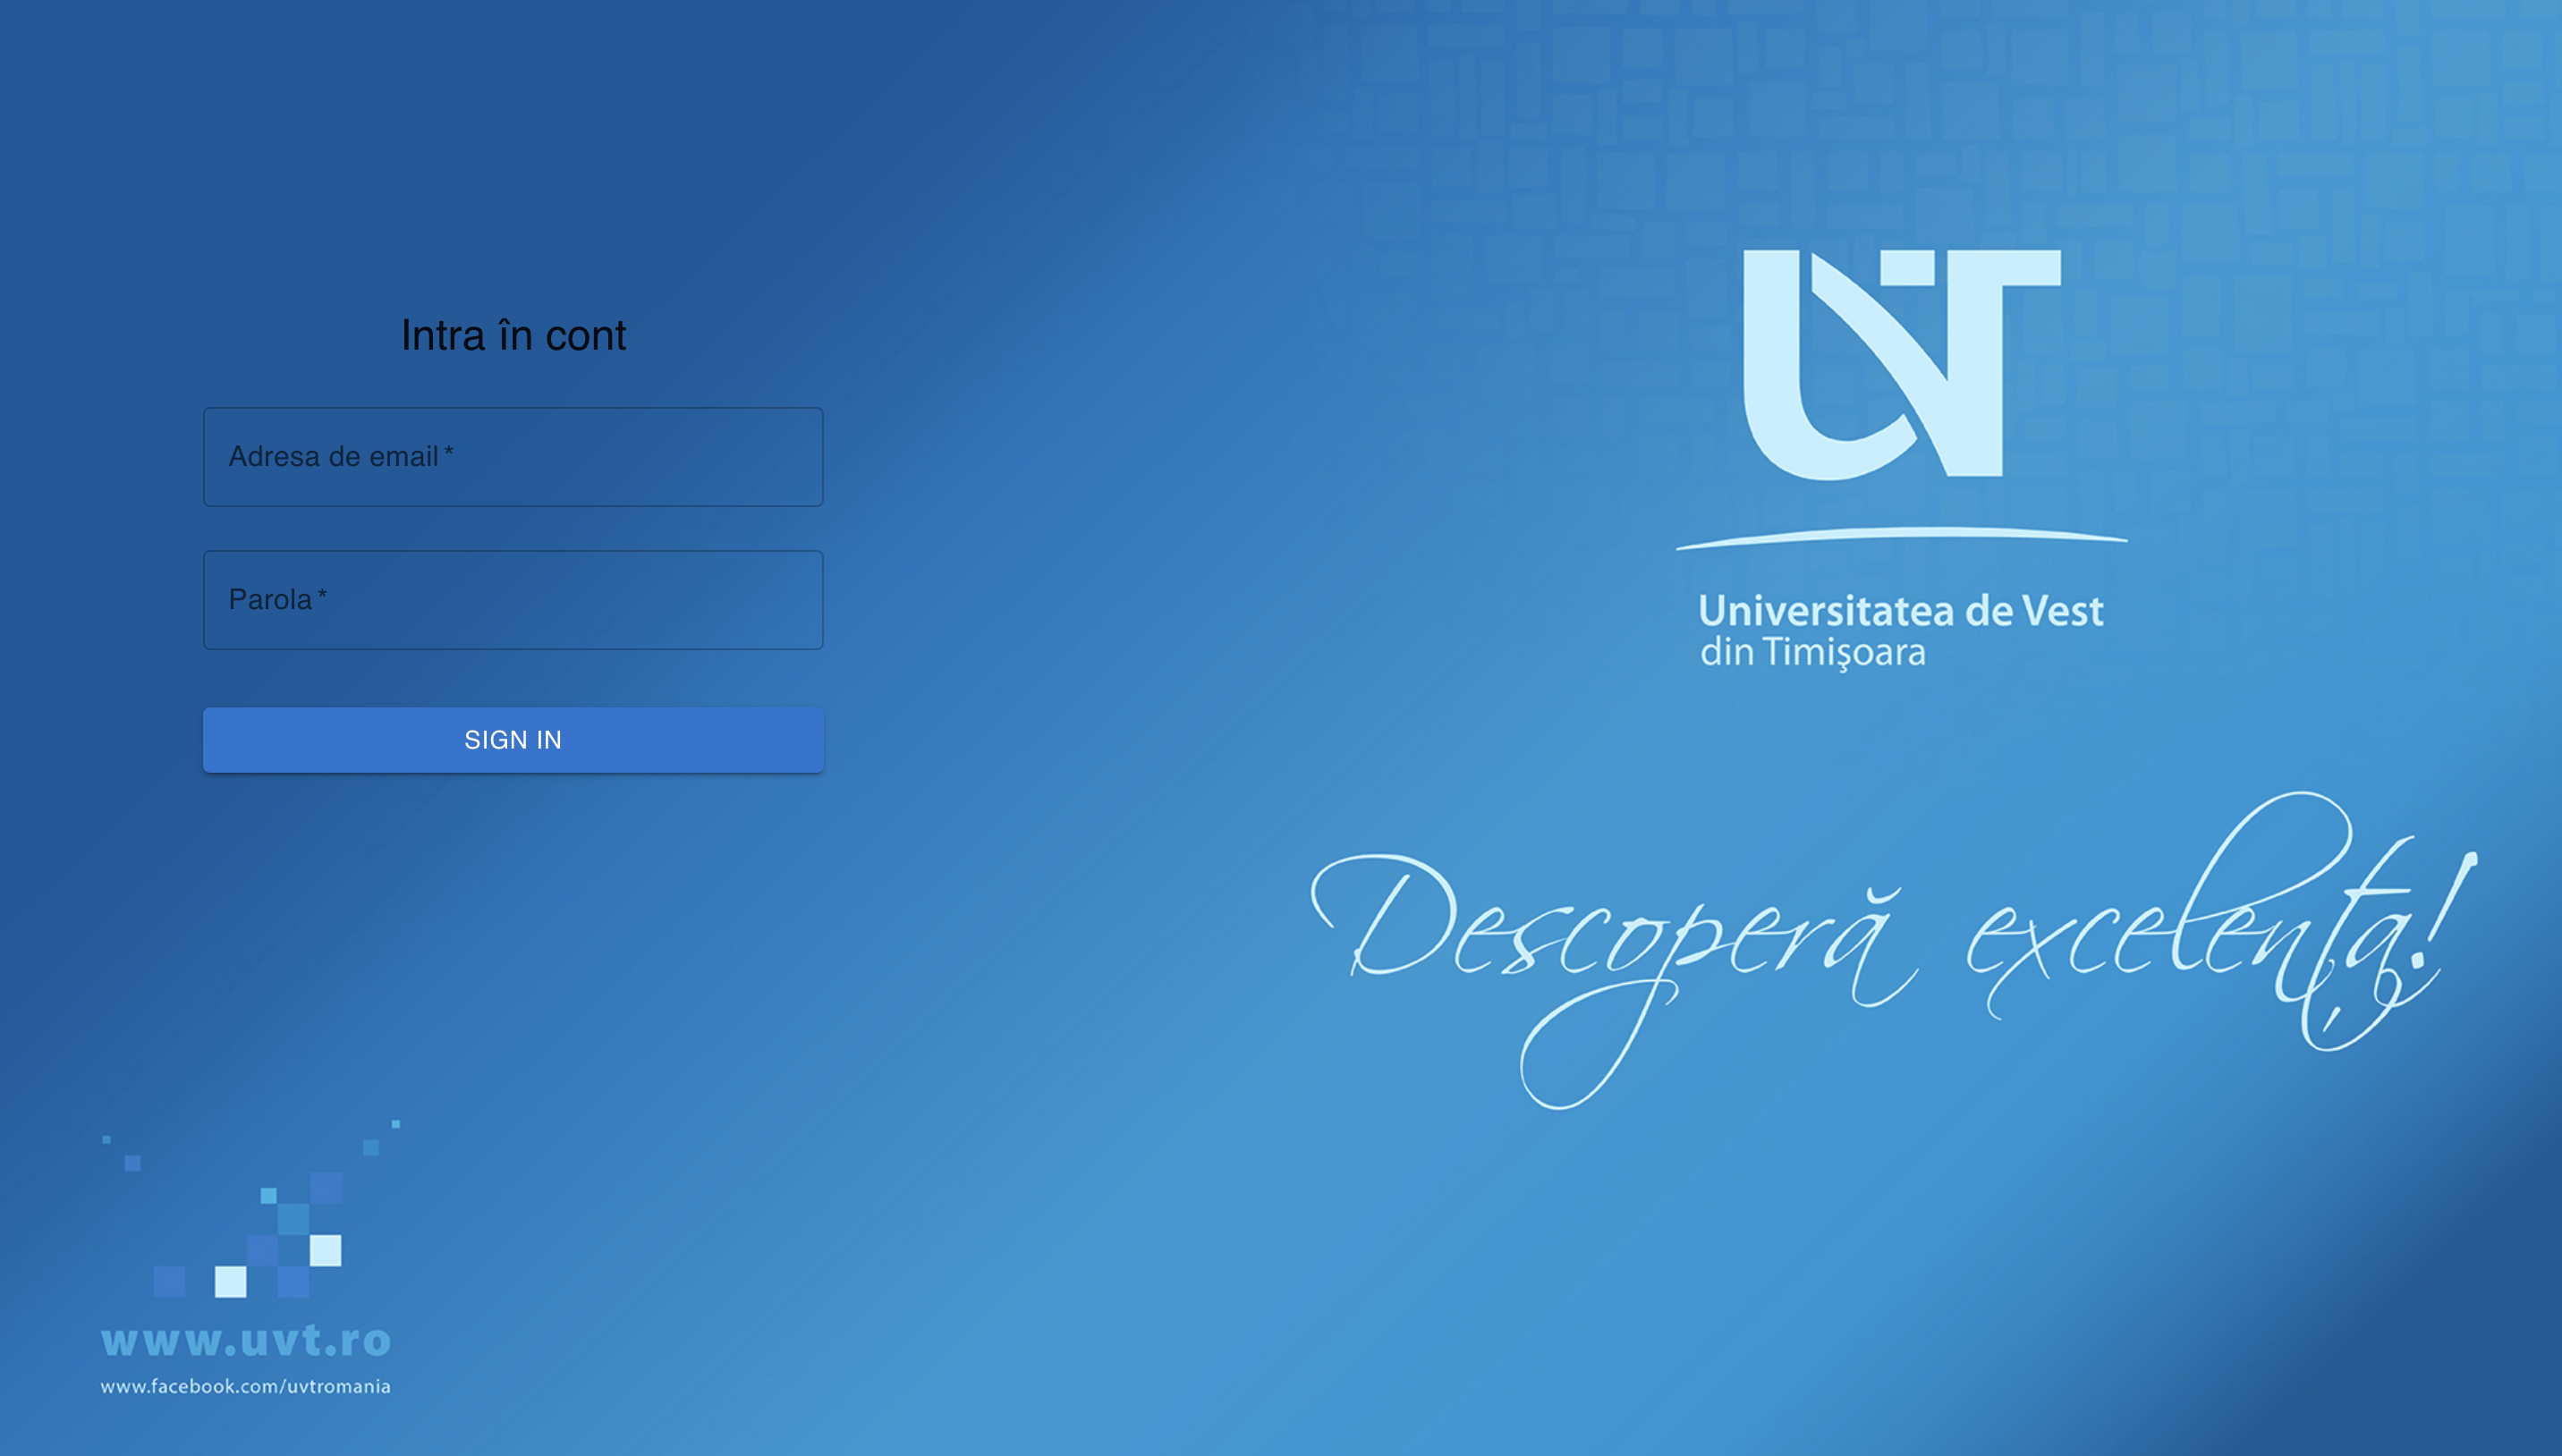 Intra în cont
Adresa de email *
Parola *
SIGN IN
UVT
Universitatea de Vest
din Timişoara
Descoperă excelența!
www.uvt.ro
www.facebook.com/uvtromania